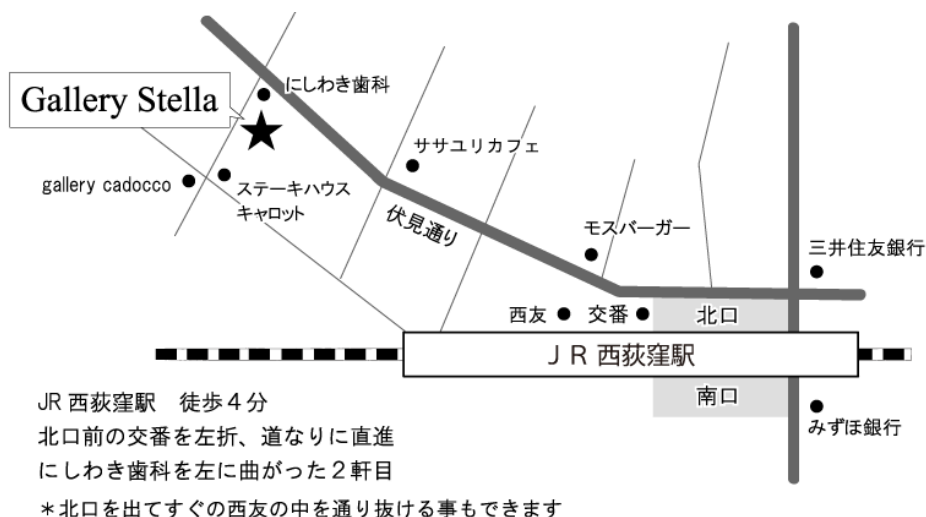 にしわき歯科
Gallery Stella
ササユリカフェ
gallery cadocco
ステーキハウス
キャロット
伏見通り
モスバーガー
三井住友銀行
西友
交番
北口
JR 西荻窪駅
南口
みずほ銀行
JR 西荻窪駅 徒歩4分
北口前の交番を左折、道なりに直進
にしわき歯科を左に曲がった2軒目
*北口を出てすぐの西友の中を通り抜ける事もできます